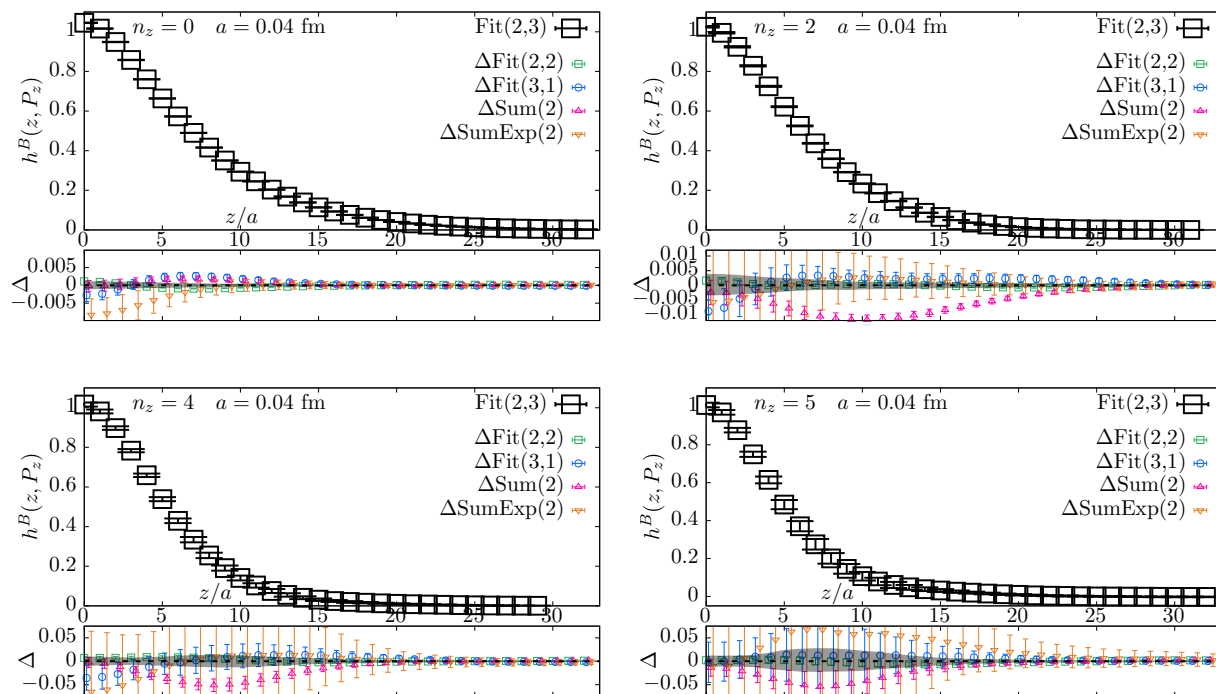 n_z = 0 a = 0.04 fm
Fit(2,3)
ΔFit(2,2)
ΔFit(3,1)
ΔSum(2)
ΔSumExp(2)
h^B(z, P_z)
1
0.8
0.6
0.4
0.2
0
z/a
0 5 10 15 20 25 30
Δ
0.005
0
−0.005
n_z = 2 a = 0.04 fm
Fit(2,3)
ΔFit(2,2)
ΔFit(3,1)
ΔSum(2)
ΔSumExp(2)
h^B(z, P_z)
1
0.8
0.6
0.4
0.2
0
z/a
0 5 10 15 20 25 30
Δ
0.01
0.005
0
−0.005
−0.01
n_z = 4 a = 0.04 fm
Fit(2,3)
ΔFit(2,2)
ΔFit(3,1)
ΔSum(2)
ΔSumExp(2)
h^B(z, P_z)
1
0.8
0.6
0.4
0.2
0
z/a
0 5 10 15 20 25 30
Δ
0.05
0
−0.05
n_z = 5 a = 0.04 fm
Fit(2,3)
ΔFit(2,2)
ΔFit(3,1)
ΔSum(2)
ΔSumExp(2)
h^B(z, P_z)
1
0.8
0.6
0.4
0.2
0
z/a
0 5 10 15 20 25 30
Δ
0.05
0
−0.05